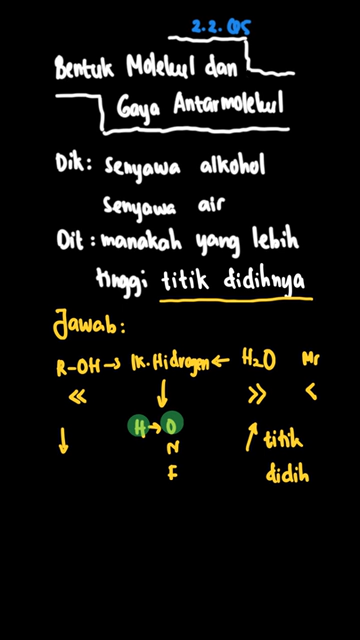 2.2.05
Bentuk Molekul dan
Gaya Antarmolekul
Dik: senyawa alkohol
senyawa air
Dit: manakah yang lebih
tinggi titik didihnya
Jawab:
R-OH → Ik. Hidrogen ← H2O Mr
<< ↓ >> <
↓ H → O ↑ titik
N didih
F